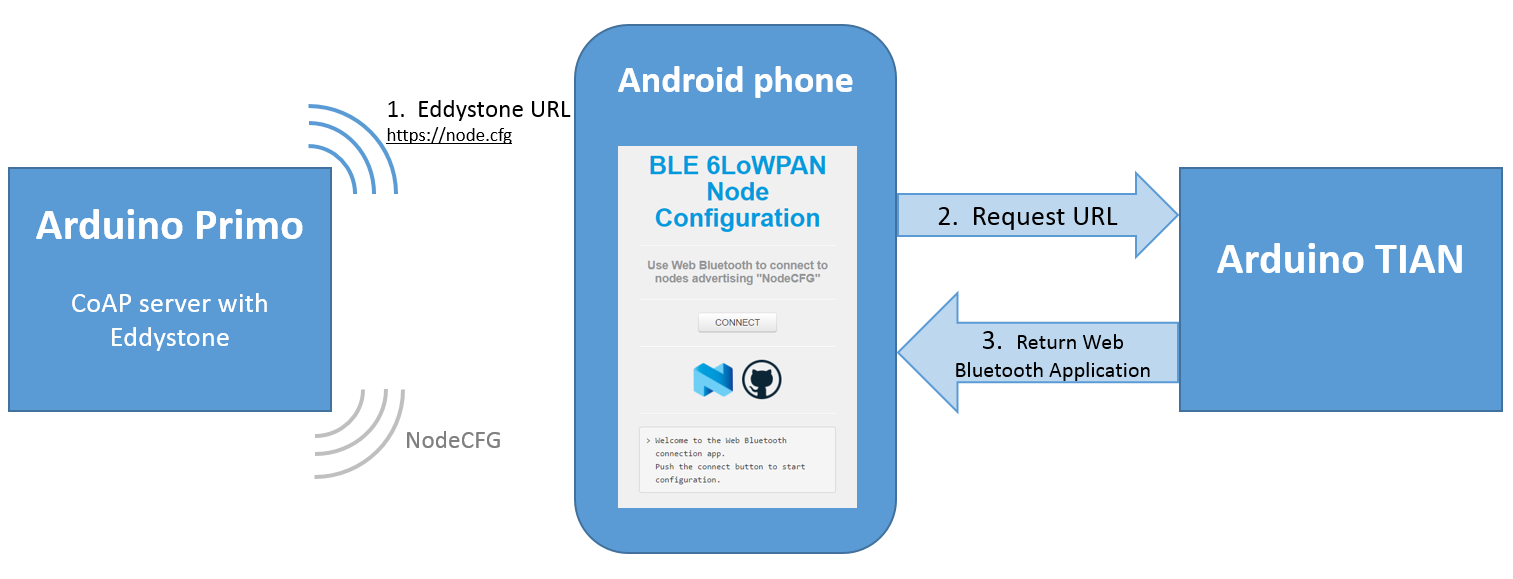 Arduino Primo
CoAP server with
Eddystone
1. Eddystone URL
https://node.cfg
NodeCFG
Android phone
BLE 6LoWPAN
Node
Configuration
Use Web Bluetooth to connect to
nodes advertising "NodeCFG"
CONNECT
> Welcome to the Web Bluetooth
connection app.
Push the connect button to start
configuration.
2. Request URL
3. Return Web
Bluetooth Application
Arduino TIAN